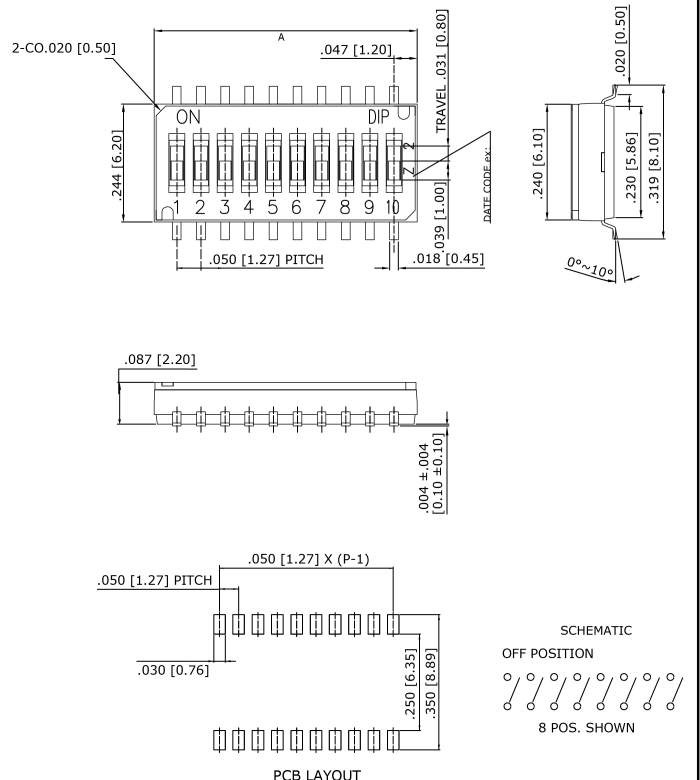 A
2-CO.020 [0.50]
.047 [1.20]
TRAVEL .031 [0.80]
.020 [0.50]
ON
DIP
.244 [6.20]
Z 2
DATE CODE ex:
.240 [6.10]
.230 [5.86]
.319 [8.10]
1 2 3 4 5 6 7 8 9 10
.039 [1.00]
.050 [1.27] PITCH
.018 [0.45]
0°~10°
.087 [2.20]
.004 ±.004
[0.10 ±0.10]
.050 [1.27] X (P-1)
.050 [1.27] PITCH
.030 [0.76]
.250 [6.35]
.350 [8.89]
PCB LAYOUT
SCHEMATIC
OFF POSITION
8 POS. SHOWN